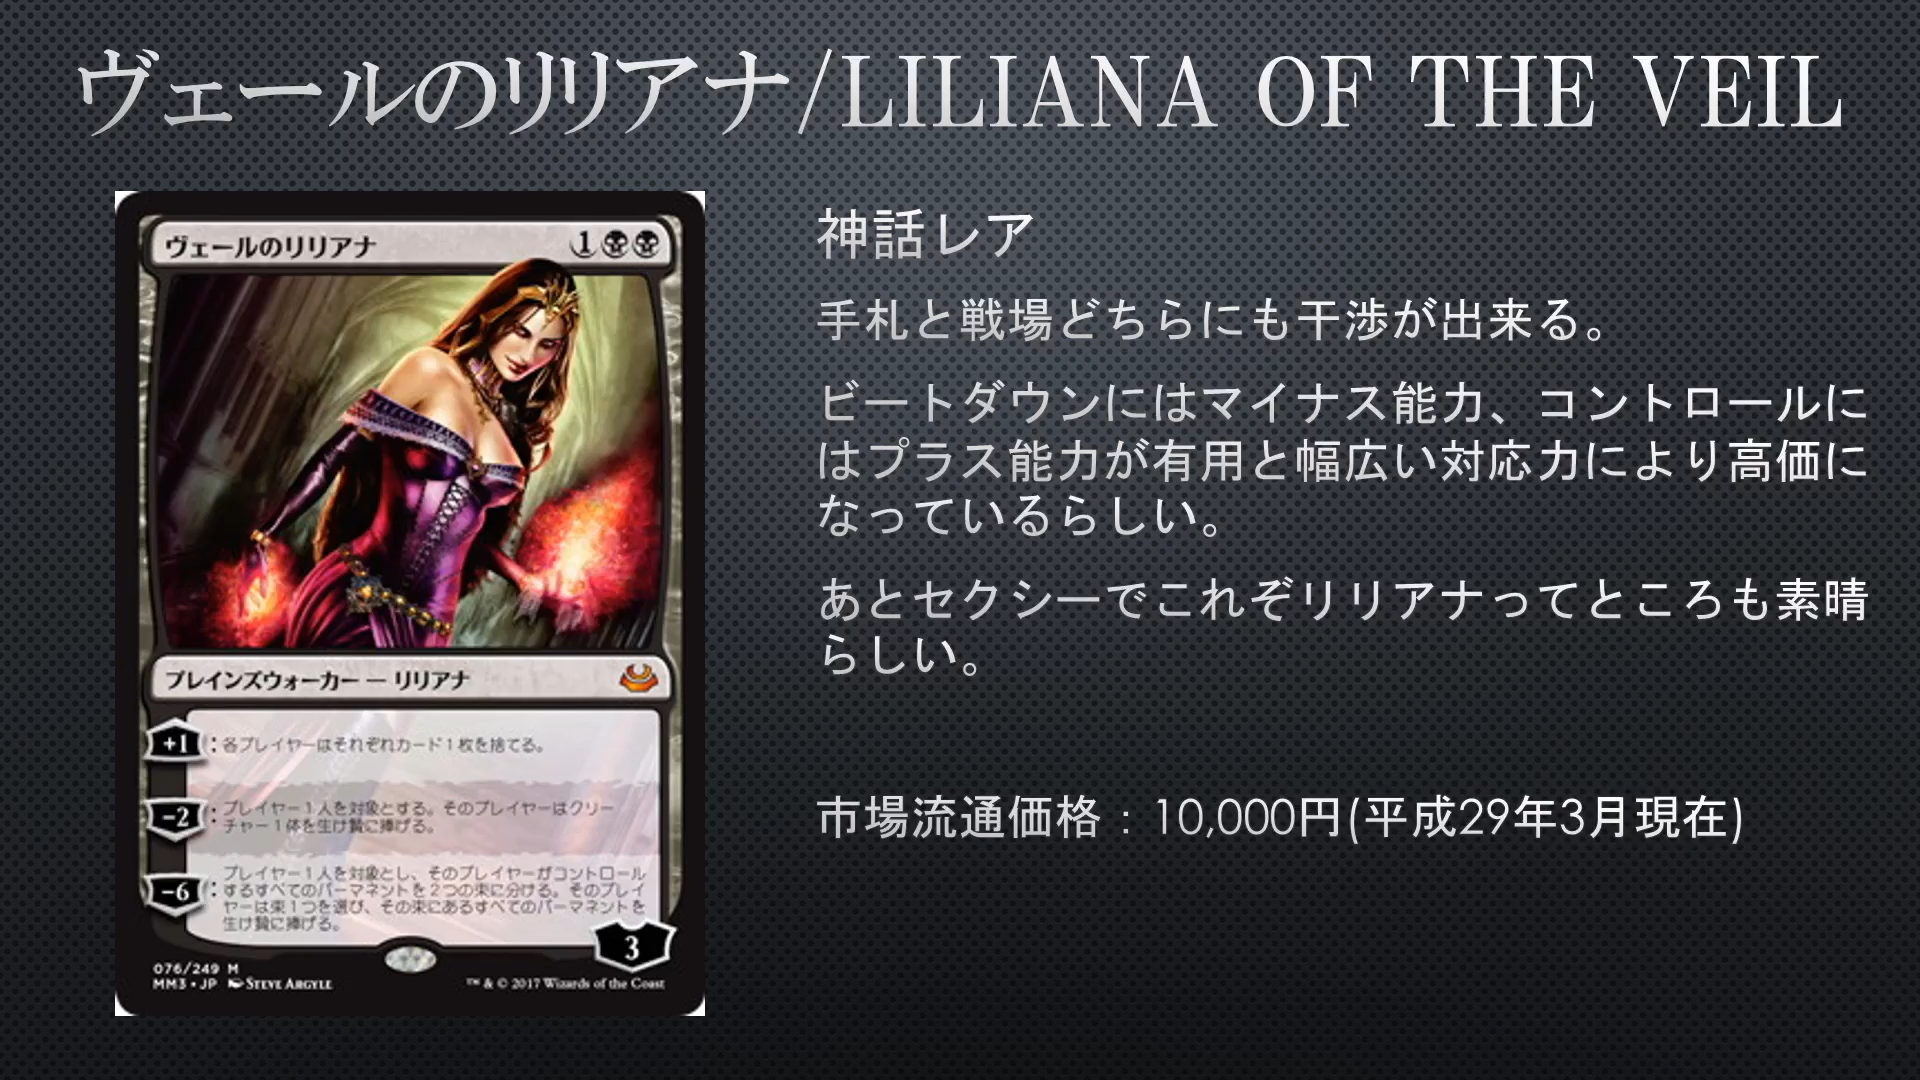 ヴェールのリリアナ/LILIANA OF THE VEIL
ヴェールのリリアナ 1
プレインズウォーカー — リリアナ
+1 : 各プレイヤーはそれぞれカード１枚を捨てる。
-2 : プレイヤー１人を対象とする。そのプレイヤーはクリー
チャー１体を生け贄に捧げる。
-6 : プレイヤー１人を対象とし、そのプレイヤーがコントロール
するすべてのパーマネントを２つの束に分ける。そのプレイ
ヤーは束１つを選び、その束にあるすべてのパーマネントを
生け贄に捧げる。
3
076/249 M
MM3 • JP STEVE ARGYLE
™ & © 2017 Wizards of the Coast
神話レア
手札と戦場どちらにも干渉が出来る。
ビートダウンにはマイナス能力、コントロールに
はプラス能力が有用と幅広い対応力により高価に
なっているらしい。
あとセクシーでこれぞリリアナってところも素晴
らしい。
市場流通価格：10,000円(平成29年3月現在)